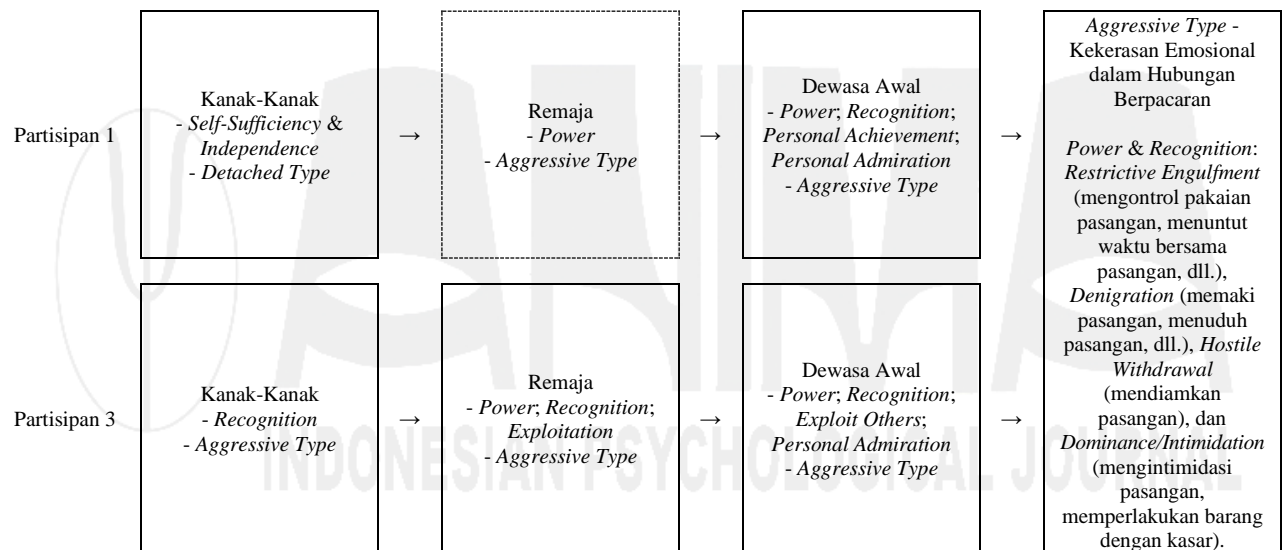 Partisipan 1
Kanak-Kanak
- Self-Sufficiency &
Independence
- Detached Type
→
Remaja
- Power
- Aggressive Type
→
Dewasa Awal
- Power; Recognition;
Personal Achievement;
Personal Admiration
- Aggressive Type
→
Partisipan 3
Kanak-Kanak
- Recognition
- Aggressive Type
→
Remaja
- Power; Recognition;
Exploitation
- Aggressive Type
→
Dewasa Awal
- Power; Recognition;
Exploit Others;
Personal Admiration
- Aggressive Type
→
Aggressive Type -
Kekerasan Emosional
dalam Hubungan
Berpacaran
Power & Recognition:
Restrictive Engulfment
(mengontrol pakaian
pasangan, menuntut
waktu bersama
pasangan, dll.),
Denigration (memaki
pasangan, menuduh
pasangan, dll.), Hostile
Withdrawal
(mendiamkan
pasangan), dan
Dominance/Intimidation
(mengintimidasi
pasangan,
memperlakukan barang
dengan kasar).
ANIMA
INDONESIAN PSYCHOLOGICAL JOURNAL